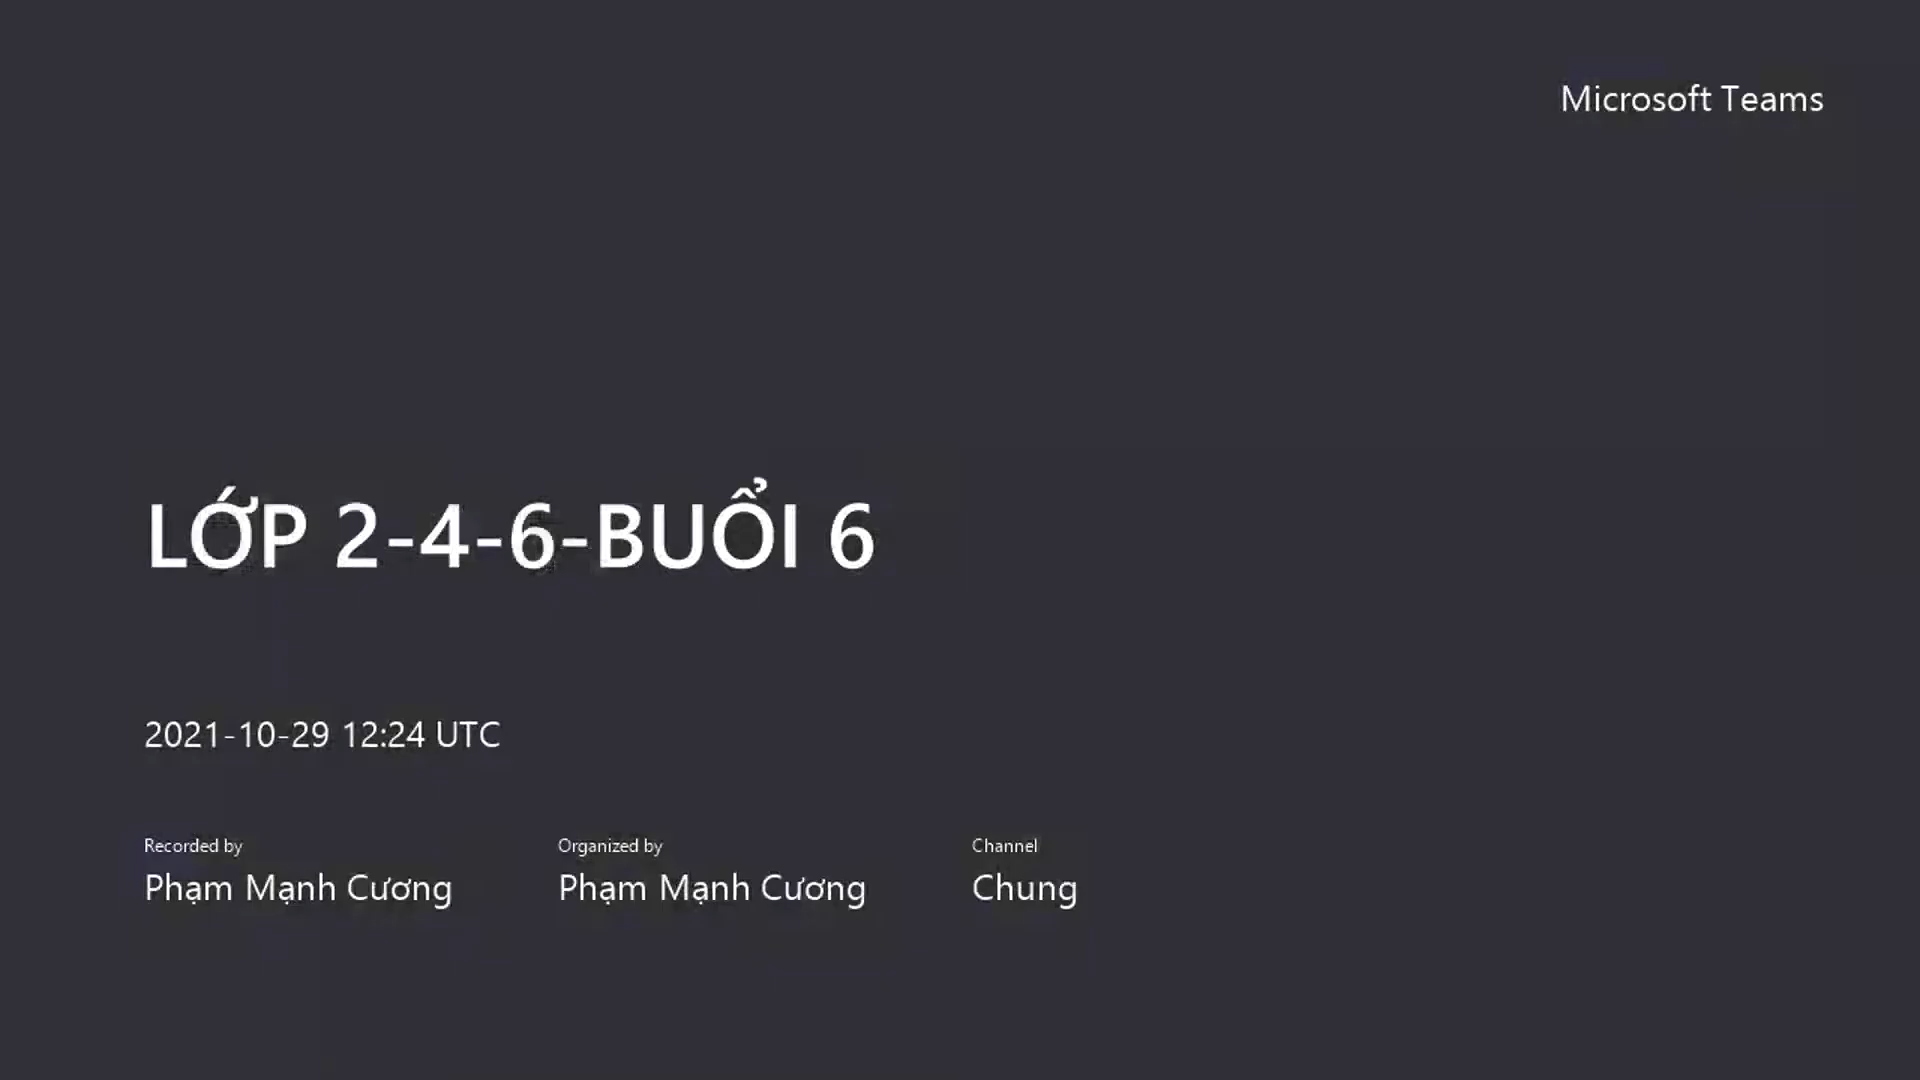 Microsoft Teams
LỚP 2-4-6-BUỔI 6
2021-10-29 12:24 UTC
Recorded by
Phạm Mạnh Cương
Organized by
Phạm Mạnh Cương
Channel
Chung